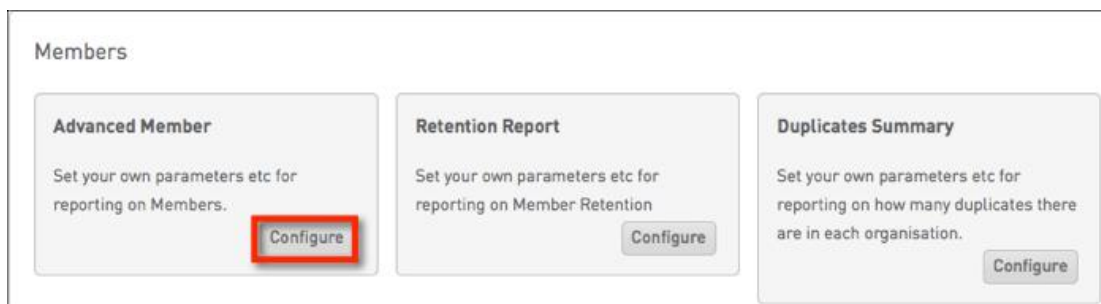 Members
Advanced Member
Set your own parameters etc for
reporting on Members.
Configure
Retention Report
Set your own parameters etc for
reporting on Member Retention
Configure
Duplicates Summary
Set your own parameters etc for
reporting on how many duplicates there
are in each organisation.
Configure